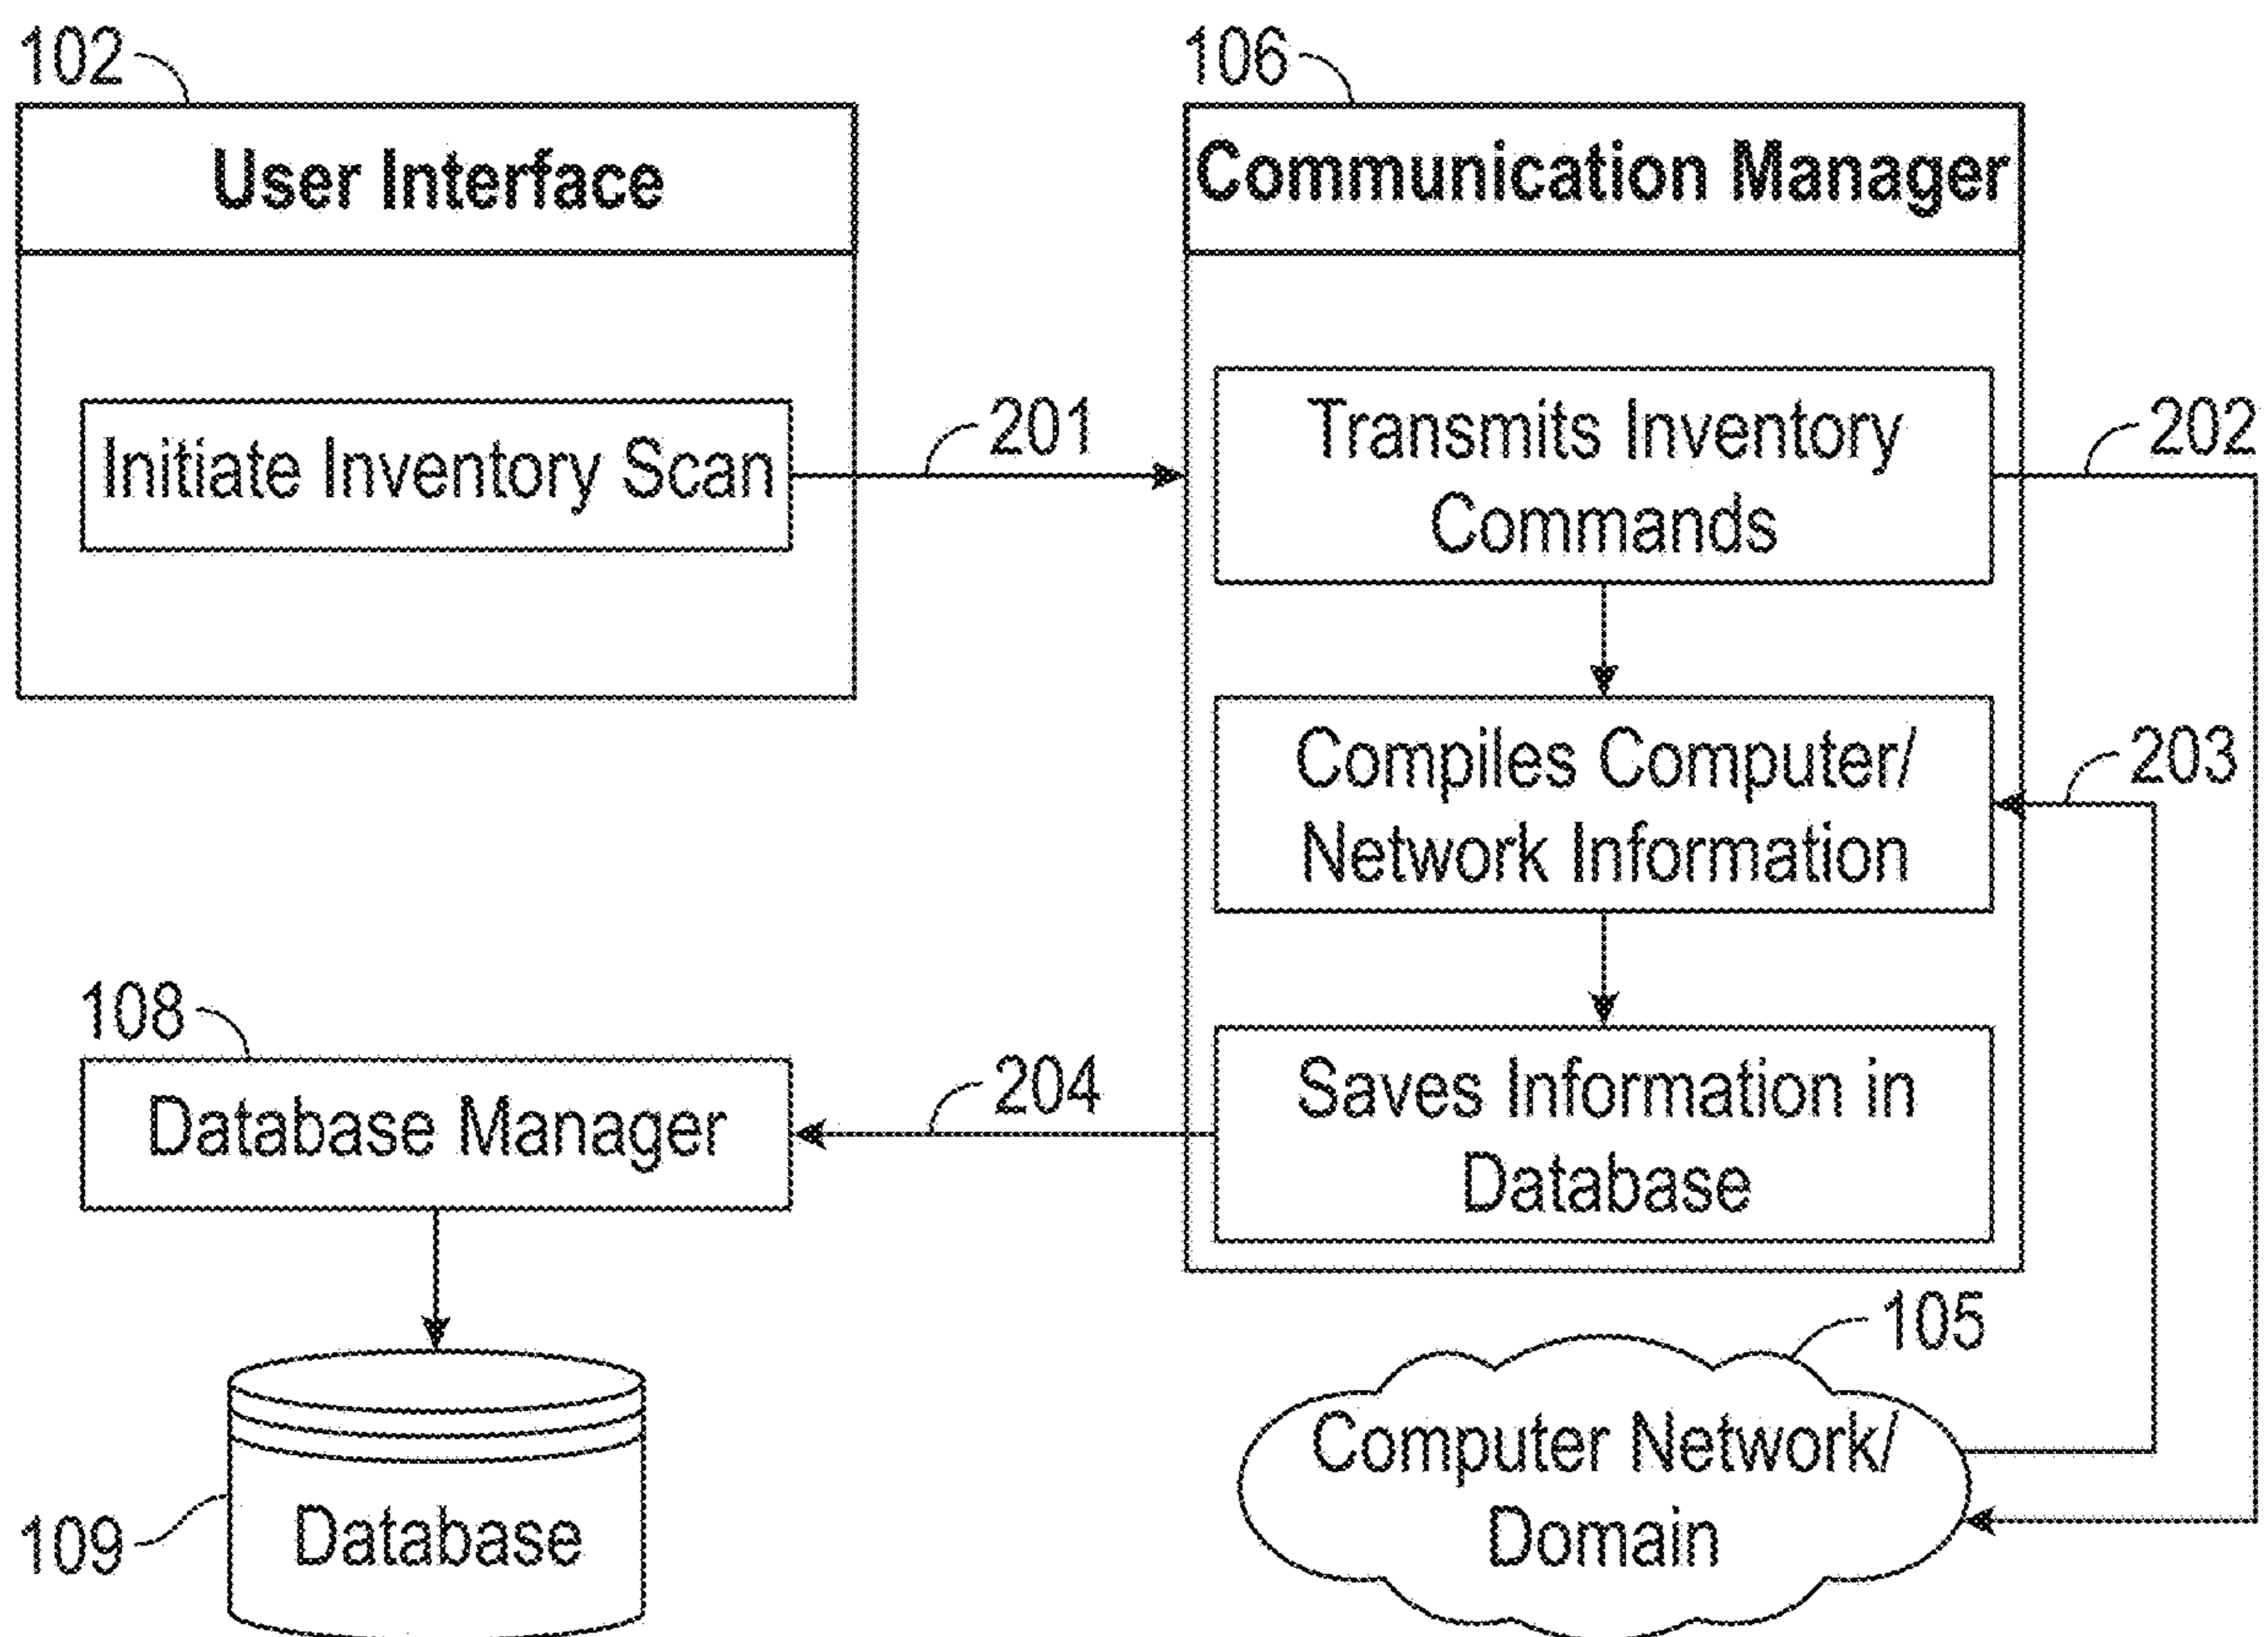 102
User Interface
Initiate Inventory Scan
201
106
Communication Manager
Transmits Inventory
Commands
202
Compiles Computer/
Network Information
203
Saves Information in
Database
204
108
Database Manager
109
Database
105
Computer Network/
Domain